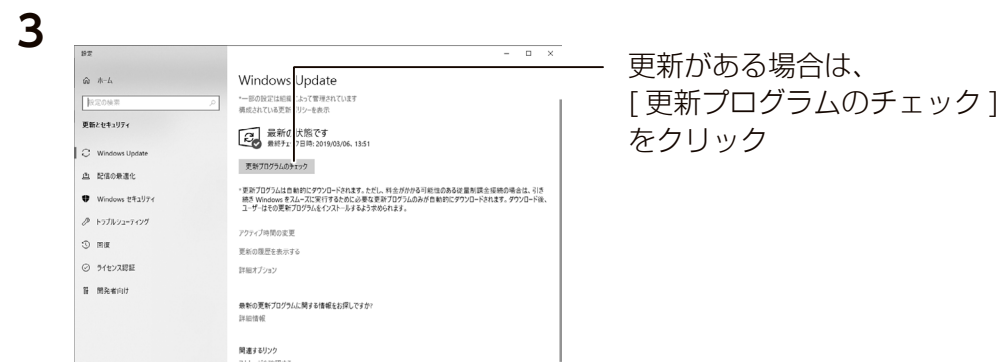 3
設定
ホーム
設定の検索
更新とセキュリティ
Windows Update
配信の最適化
Windows セキュリティ
トラブルシューティング
回復
ライセンス認証
開発者向け
Windows Update
*一部の設定は組織によって管理されています
構成されている更新ポリシーを表示
最新の状態です
最終チェック日時: 2019/03/06、13:51
更新プログラムのチェック
*更新プログラムは自動的にダウンロードされます。ただし、料金がかかる可能性のある従量制課金接続の場合は、引き
続き Windows をスムーズに実行するために必要な更新プログラムのみが自動的にダウンロードされます。ダウンロード後、
ユーザーはその更新プログラムをインストールするよう求められます。
アクティブ時間の変更
更新の履歴を表示する
詳細オプション
最新の更新プログラムに関する情報をお探しですか?
詳細情報
関連するリンク
更新がある場合は、
[ 更新プログラムのチェック ]
をクリック